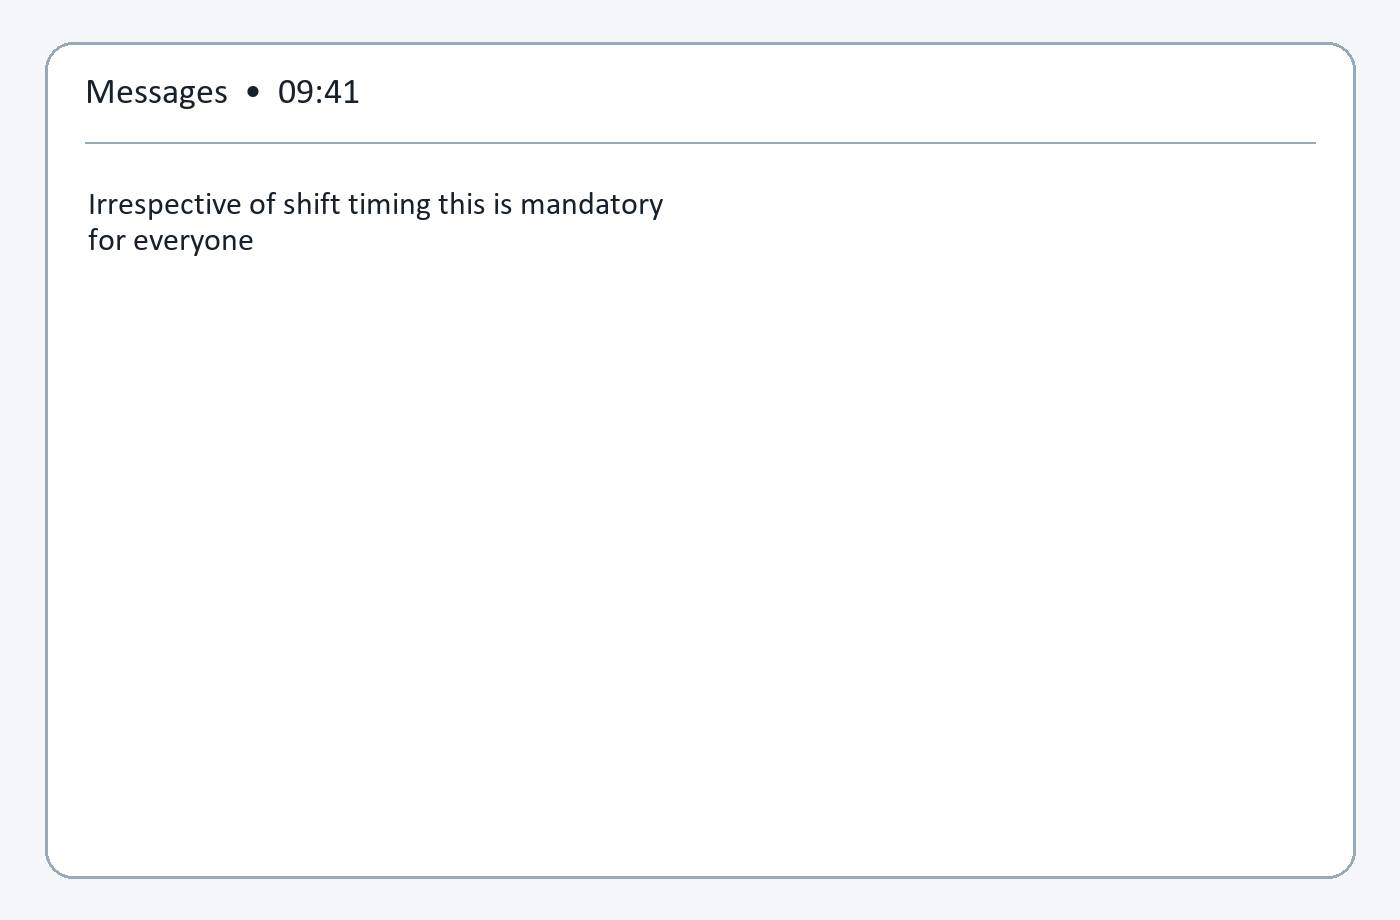 Messages • 09:41
Irrespective of shift timing this is mandatory
for everyone